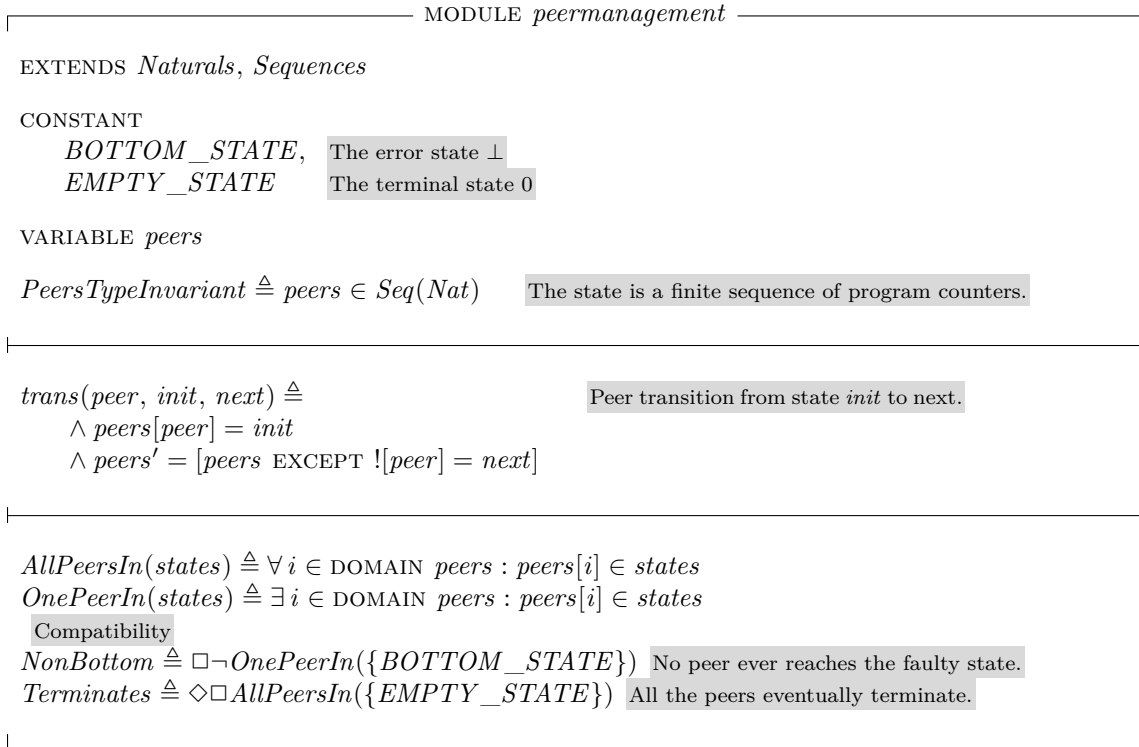 MODULE peermanagement
EXTENDS Naturals, Sequences
CONSTANT
BOTTOM_STATE, The error state ⊥
EMPTY_STATE The terminal state 0
VARIABLE peers
PeersTypeInvariant ≜ peers ∈ Seq(Nat) The state is a finite sequence of program counters.
trans(peer, init, next) ≜ Peer transition from state init to next.
∧ peers[peer] = init
∧ peers′ = [peers EXCEPT ![peer] = next]
AllPeersIn(states) ≜ ∀ i ∈ DOMAIN peers : peers[i] ∈ states
OnePeerIn(states) ≜ ∃ i ∈ DOMAIN peers : peers[i] ∈ states
Compatibility
NonBottom ≜ □¬OnePeerIn({BOTTOM_STATE}) No peer ever reaches the faulty state.
Terminates ≜ ◇□AllPeersIn({EMPTY_STATE}) All the peers eventually terminate.